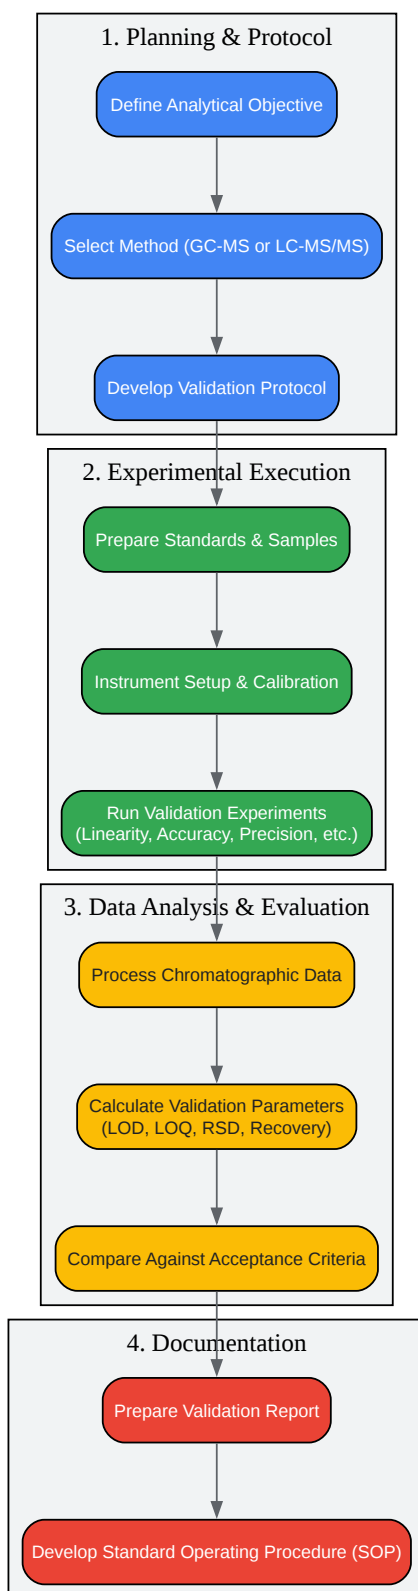 1. Planning & Protocol
Define Analytical Objective
Select Method (GC-MS or LC-MS/MS)
Develop Validation Protocol
2. Experimental Execution
Prepare Standards & Samples
Instrument Setup & Calibration
Run Validation Experiments
(Linearity, Accuracy, Precision, etc.)
3. Data Analysis & Evaluation
Process Chromatographic Data
Calculate Validation Parameters
(LOD, LOQ, RSD, Recovery)
Compare Against Acceptance Criteria
4. Documentation
Prepare Validation Report
Develop Standard Operating Procedure (SOP)